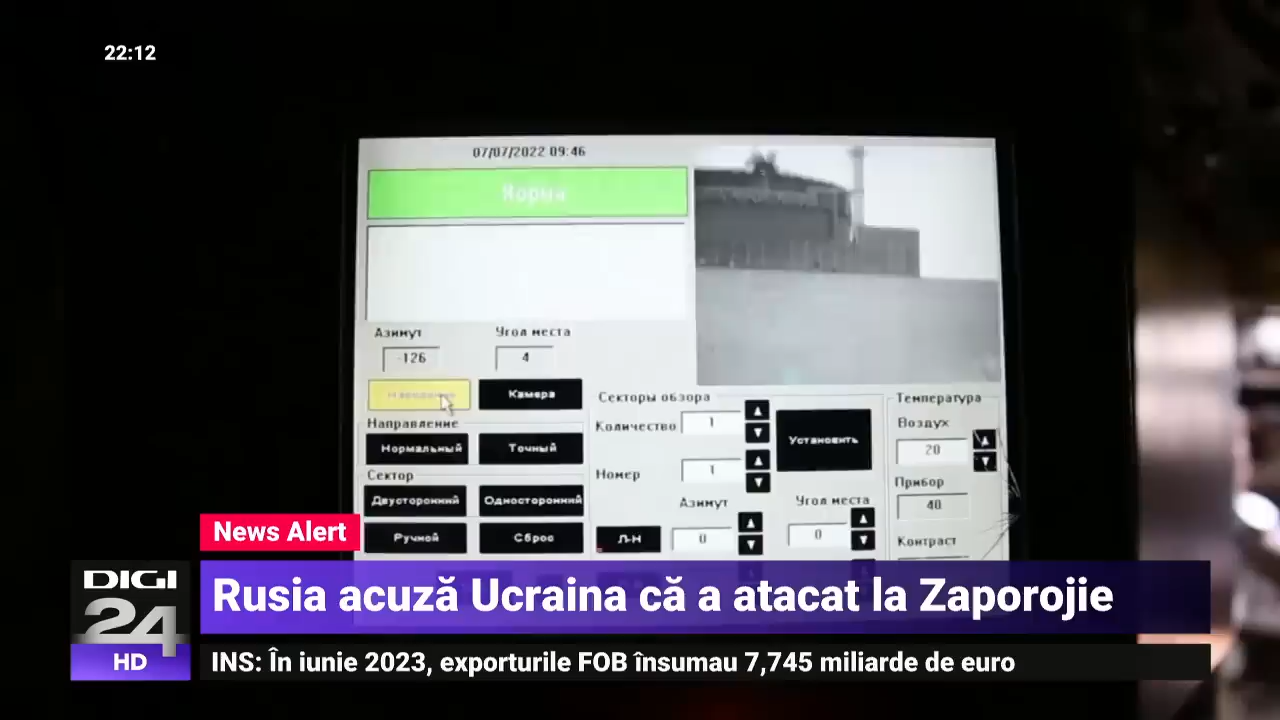 22:12
07/07/2022 09:46
Норма
Азимут
Угол места
-126
4
Камера
Направление
Нормальный
Точный
Сектор
Двусторонний
Односторонний
Ручной
Сброс
Секторы обзора
Количество
1
Установить
Номер
1
Азимут
Угол места
Л-Н
0
0
Температура
Воздух
20
Прибор
40
Контраст
News Alert
DIGI
24
HD
Rusia acuză Ucraina că a atacat la Zaporojie
INS: În iunie 2023, exporturile FOB însumau 7,745 miliarde de euro